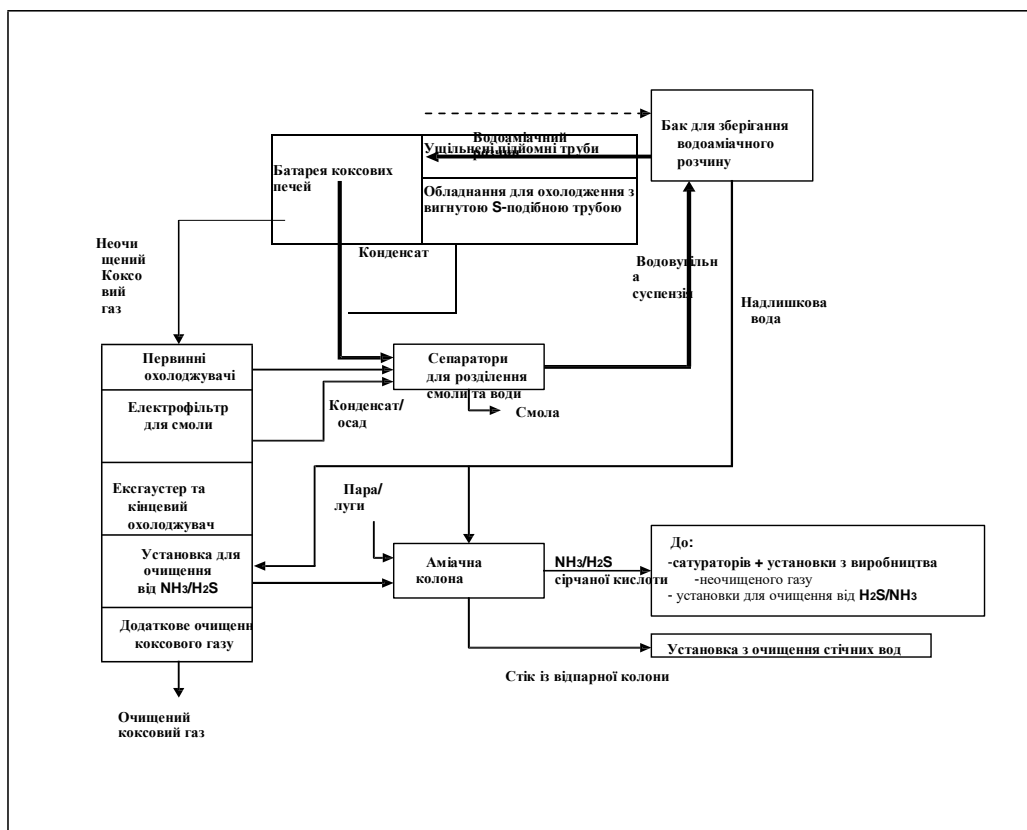 Бак для зберігання
водоаміачного
розчину
Водоаміачний
розчин
Ущільнені підйомні труби
Батарея коксових
печей
Обладнання для охолодження з
вигнутою S-подібною трубою
Неочи
щений
Коксо
вий
газ
Конденсат
Водовугільн
а
суспензія
Надлишкова
вода
Первинні
охолоджувачі
Сепаратори
для розділення
смоли та води
Електрофільтр
для смоли
Конденсат/
осад
Смола
Ексгаустер та
кінцевий
охолоджувач
Пара/
луги
Установка для
очищення
від NH3/H2S
Аміачна
колона
NH3/H2S
сірчаної кислоти
До:
-сатураторів + установки з виробництва
-неочищеного газу
- установки для очищення від H2S/NH3
Додаткове очищенн
коксового газу
Установка з очищення стічних вод
Стік із відпарної колони
Очищений
коксовий газ